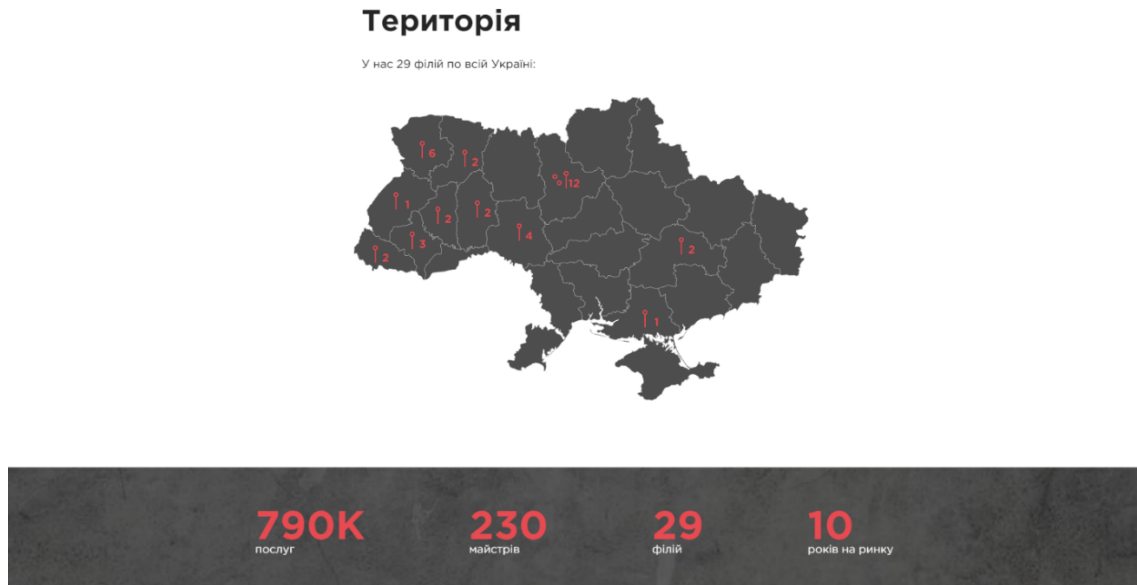 Територія
У нас 29 філій по всій Україні:
6
2
12
1
2
2
4
3
2
2
1
790K
послуг
230
майстрів
29
філій
10
років на ринку